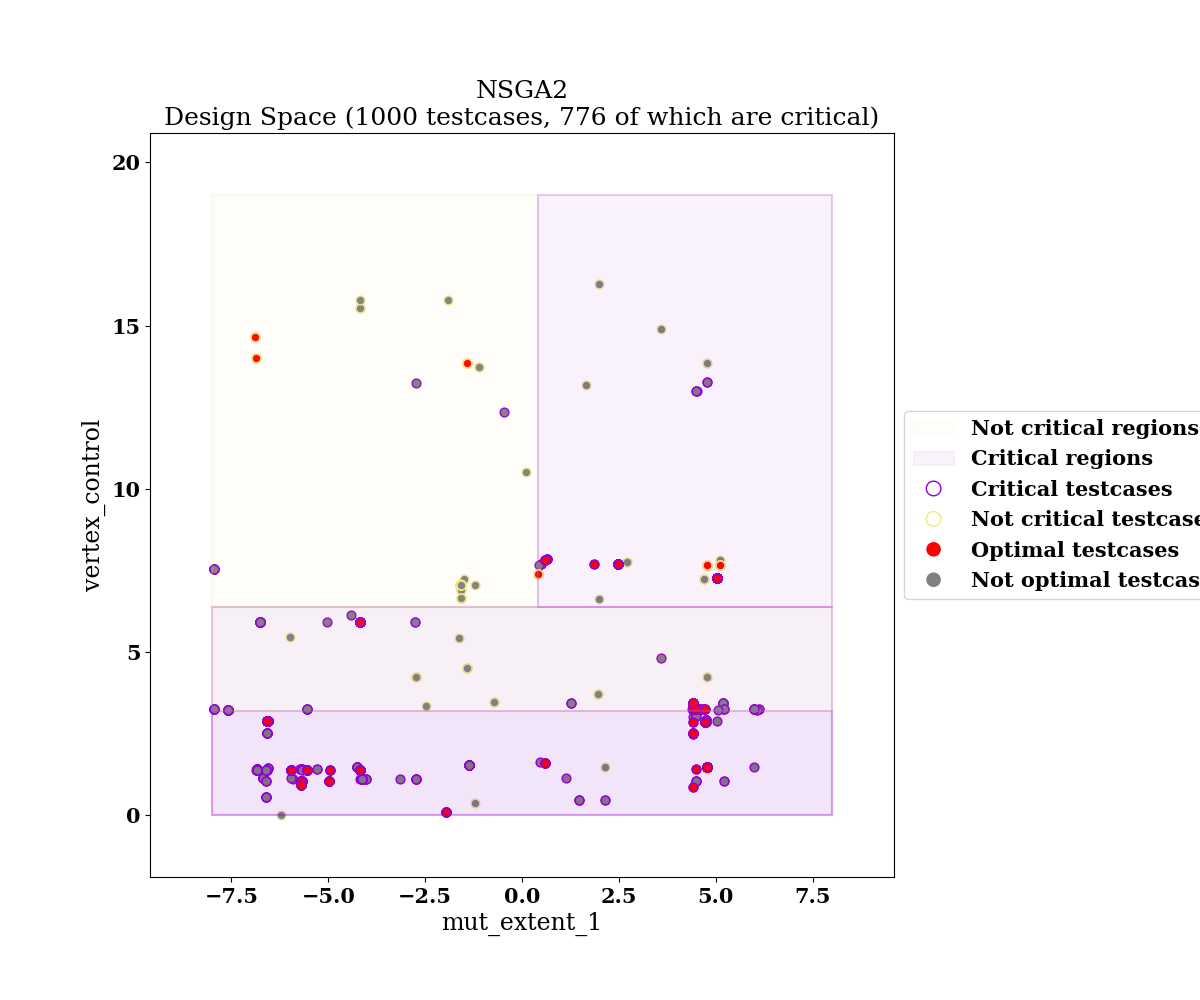 NSGA2
Design Space (1000 testcases, 776 of which are critical)
20
15
10
5
0
vertex_control
−7.5 −5.0 −2.5 0.0 2.5 5.0 7.5
mut_extent_1
Not critical regions
Critical regions
Critical testcases
Not critical testcase
Optimal testcases
Not optimal testcas